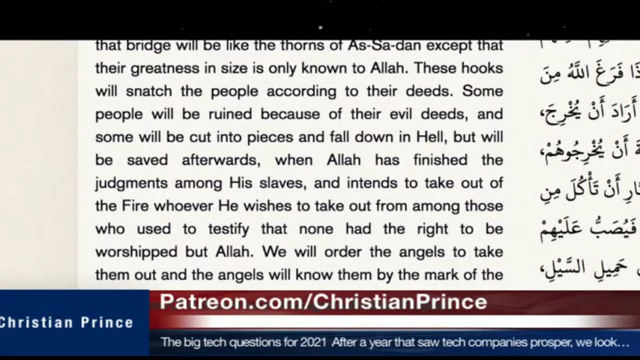 that bridge will be like the thorns of As-Sa-dan except that
their greatness in size is only known to Allah. These hooks
will snatch the people according to their deeds. Some
people will be ruined because of their evil deeds, and
some will be cut into pieces and fall down in Hell, but will
be saved afterwards, when Allah has finished the
judgments among His slaves, and intends to take out of
the Fire whoever He wishes to take out from among those
who used to testify that none had the right to be
worshipped but Allah. We will order the angels to take
them out and the angels will know them by the mark of the
فَرَغَ اللَّهُ مِنَ
أَرَادَ أَنْ يُخْرِجَ،
أَنْ يُخْرِجُوهُمْ،
أَنْ تَأْكُلَ مِنِ
فَيُصَبُّ عَلَيْهِمْ
حَمِيلِ السَّيْلِ،
Patreon.com/ChristianPrince
Christian Prince
The big tech questions for 2021 After a year that saw tech companies prosper, we look…